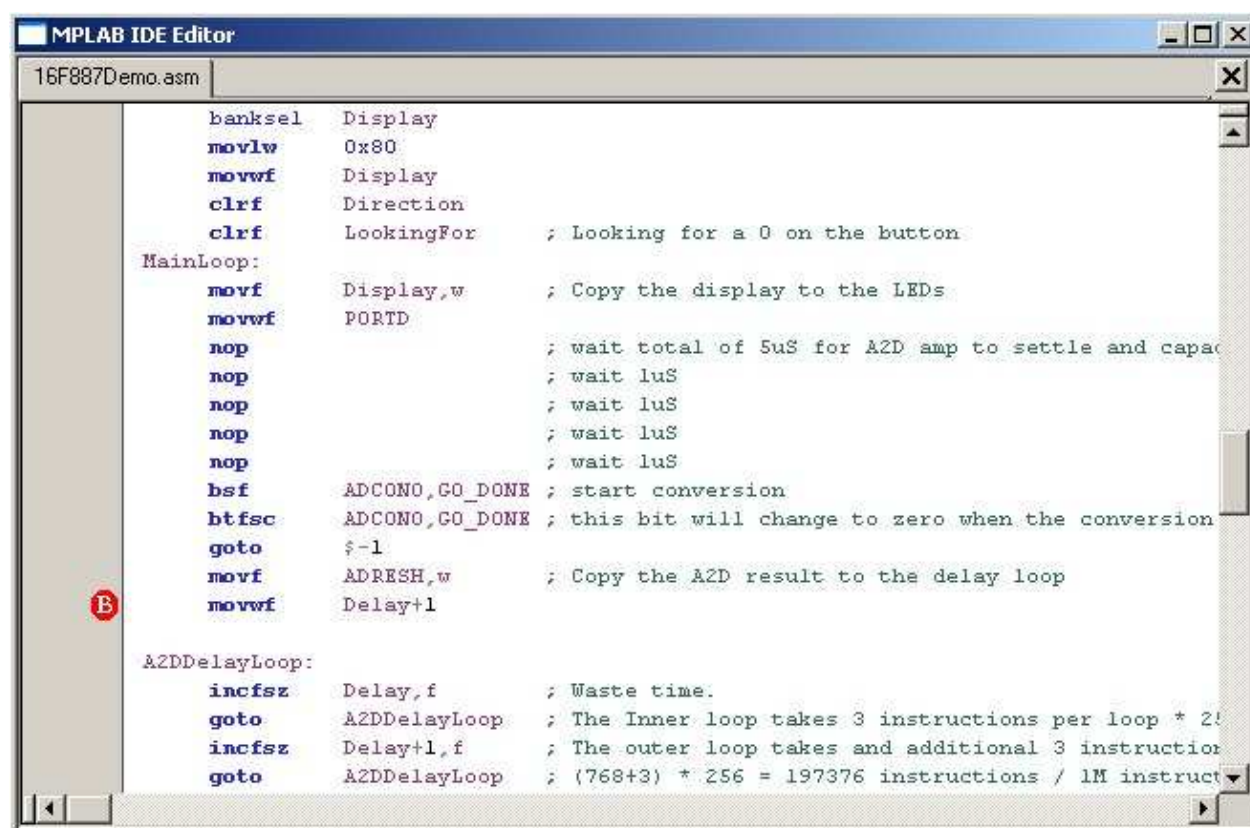 MPLAB IDE Editor
16F887Demo.asm
banksel Display
movlw 0x80
movwf Display
clrf Direction
clrf LookingFor ; Looking for a 0 on the button
MainLoop:
movf Display,w ; Copy the display to the LEDs
movwf PORTD
nop ; wait total of 5uS for A2D amp to settle and capac
nop ; wait 1uS
nop ; wait 1uS
nop ; wait 1uS
nop ; wait 1uS
bsf ADCON0,GO_DONE ; start conversion
btfsc ADCON0,GO_DONE ; this bit will change to zero when the conversion
goto $-1
movf ADRESH,w ; Copy the A2D result to the delay loop
B movwf Delay+1
A2DDelayLoop:
incfsz Delay,f ; Waste time.
goto A2DDelayLoop ; The Inner loop takes 3 instructions per loop * 25
incfsz Delay+1,f ; The outer loop takes and additional 3 instruction
goto A2DDelayLoop ; (768+3) * 256 = 197376 instructions / 1M instruct